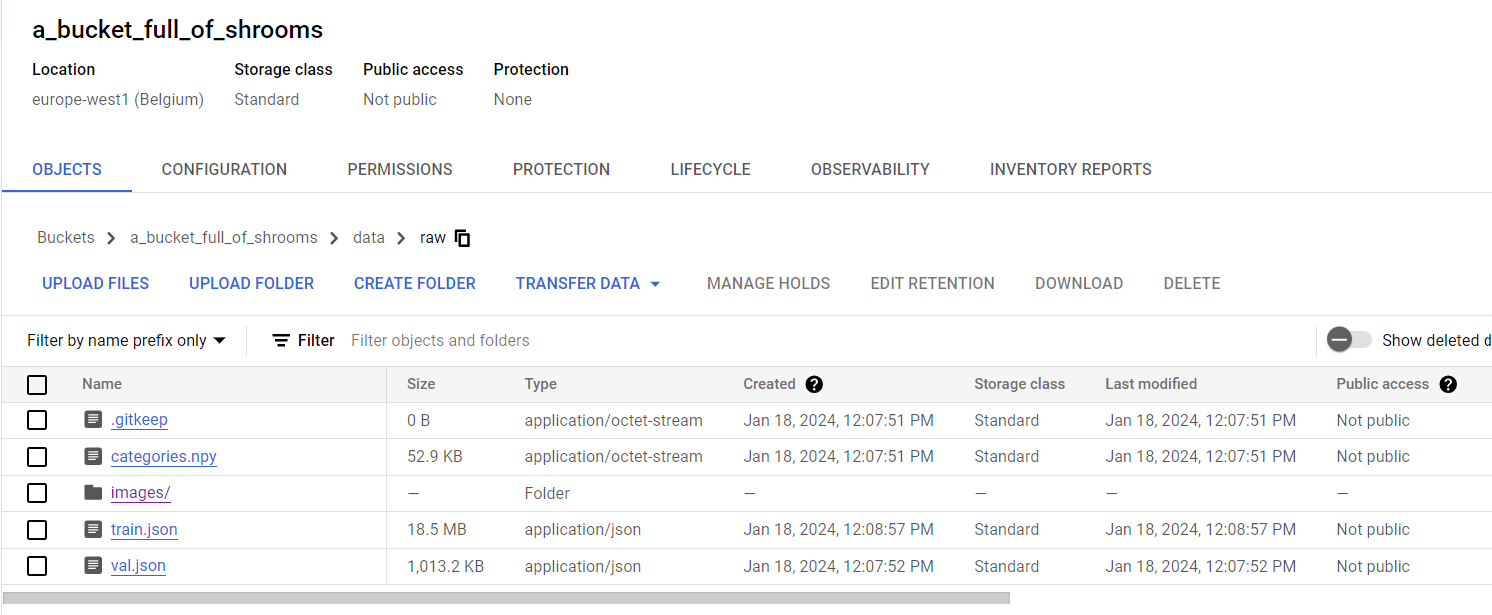 a_bucket_full_of_shrooms
Location Storage class Public access Protection
europe-west1 (Belgium) Standard Not public None
OBJECTS CONFIGURATION PERMISSIONS PROTECTION LIFECYCLE OBSERVABILITY INVENTORY REPORTS
Buckets > a_bucket_full_of_shrooms > data > raw
UPLOAD FILES UPLOAD FOLDER CREATE FOLDER TRANSFER DATA MANAGE HOLDS EDIT RETENTION DOWNLOAD DELETE
Filter by name prefix only Filter Filter objects and folders Show deleted d
Name Size Type Created ? Storage class Last modified Public access ?
.gitkeep 0 B application/octet-stream Jan 18, 2024, 12:07:51 PM Standard Jan 18, 2024, 12:07:51 PM Not public
categories.npy 52.9 KB application/octet-stream Jan 18, 2024, 12:07:51 PM Standard Jan 18, 2024, 12:07:51 PM Not public
images/ — Folder — — — —
train.json 18.5 MB application/json Jan 18, 2024, 12:08:57 PM Standard Jan 18, 2024, 12:08:57 PM Not public
val.json 1,013.2 KB application/json Jan 18, 2024, 12:07:52 PM Standard Jan 18, 2024, 12:07:52 PM Not public